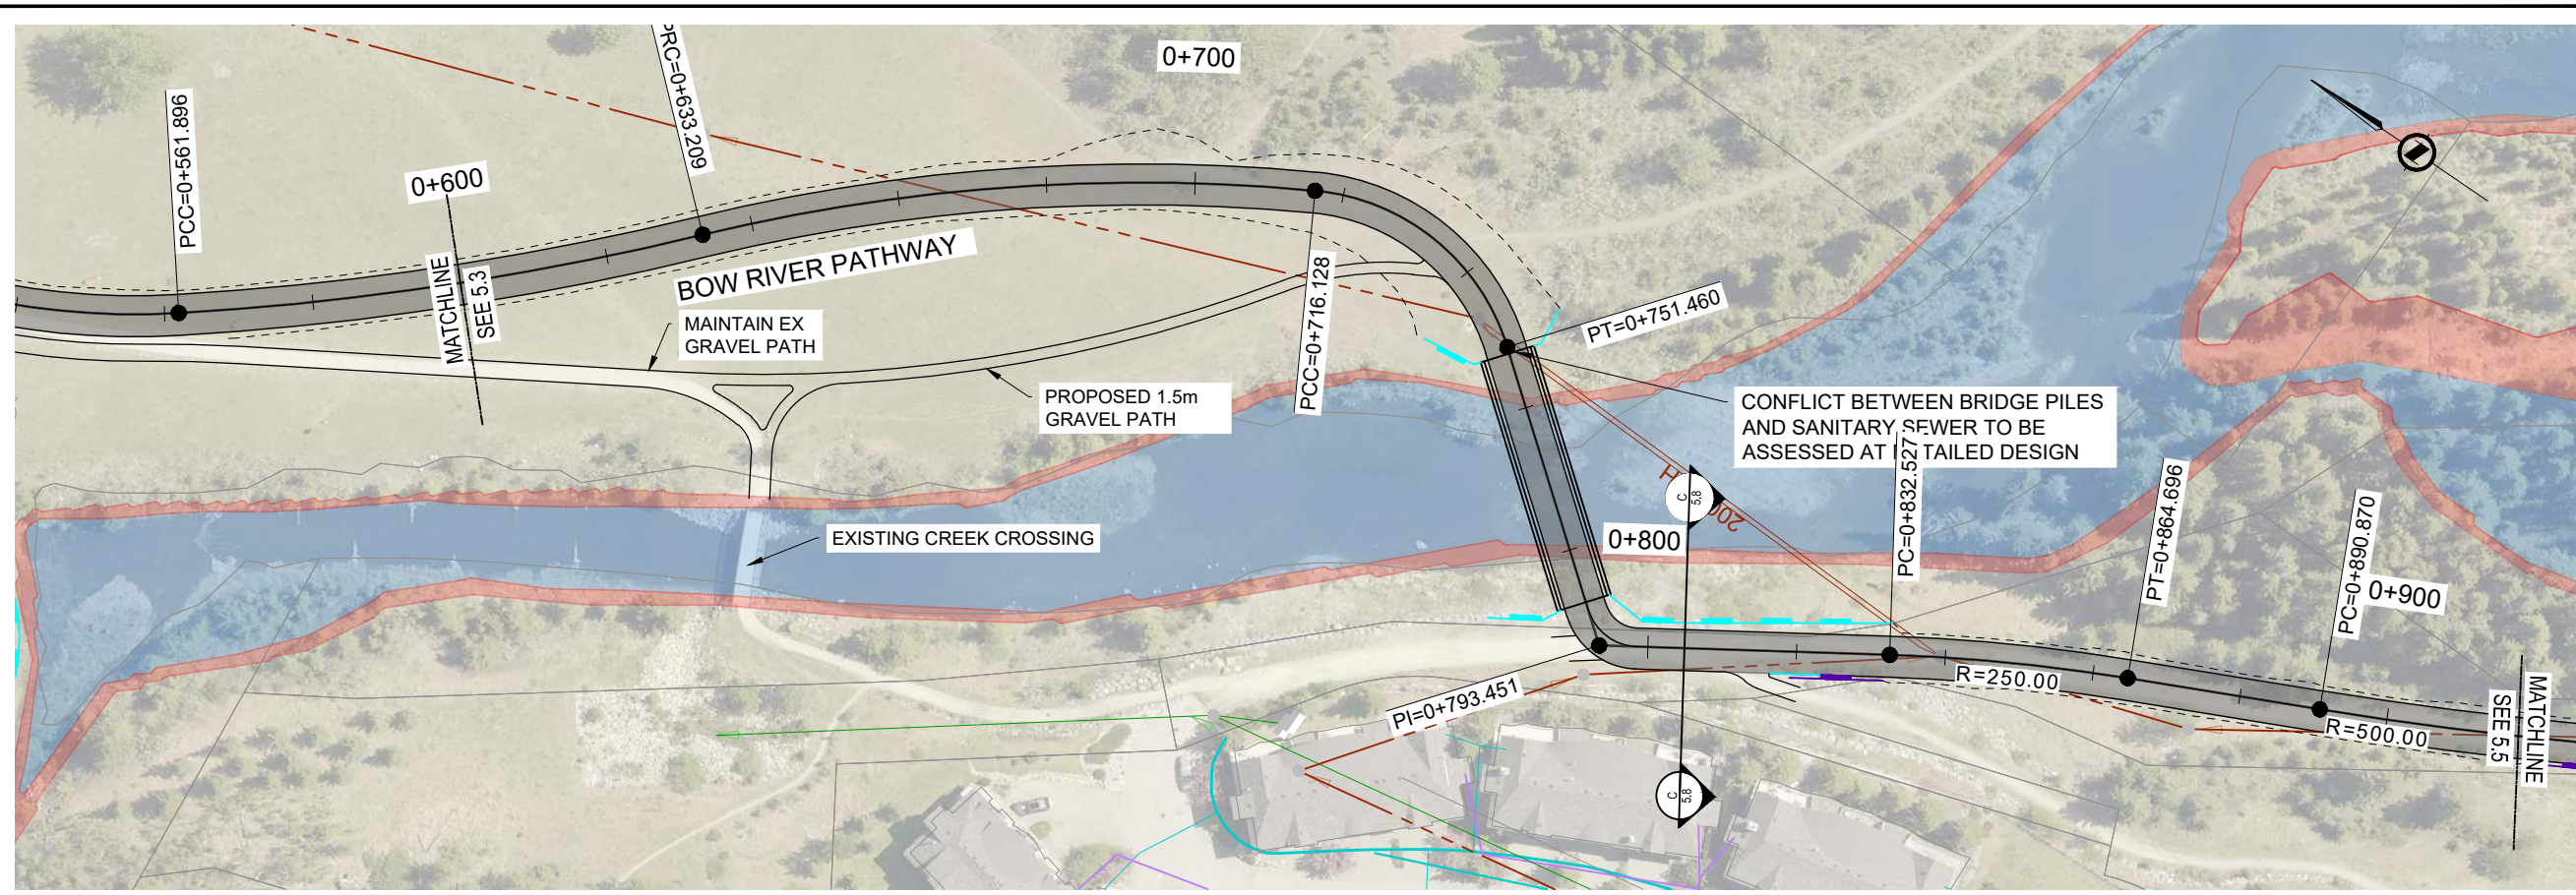 PCC=0+561.896
0+600
MATCHLINE
SEE 5.3
PRC=0+633.209
BOW RIVER PATHWAY
MAINTAIN EX
GRAVEL PATH
0+700
PROPOSED 1.5m
GRAVEL PATH
EXISTING CREEK CROSSING
PCC=0+716.128
PT=0+751.460
CONFLICT BETWEEN BRIDGE PILES
AND SANITARY SEWER TO BE
ASSESSED AT D TAILED DESIGN
C
5.8
200
0+800
PI=0+793.451
C
5.8
PC=0+832.527
PT=0+864.696
R=250.00
PC=0+890.870
0+900
R=500.00
SEE 5.5
MATCHLINE